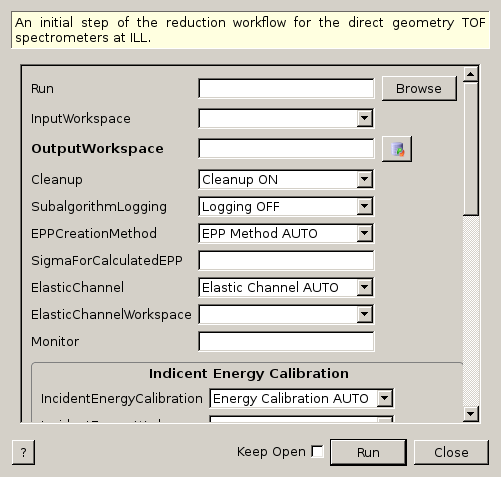 An initial step of the reduction workflow for the direct geometry TOF
spectrometers at ILL.
Run
Browse
InputWorkspace
OutputWorkspace
Cleanup Cleanup ON
SubalgorithmLogging Logging OFF
EPPCreationMethod EPP Method AUTO
SigmaForCalculatedEPP
ElasticChannel Elastic Channel AUTO
ElasticChannelWorkspace
Monitor
Indicent Energy Calibration
IncidentEnergyCalibration Energy Calibration AUTO
? Keep Open Run Close